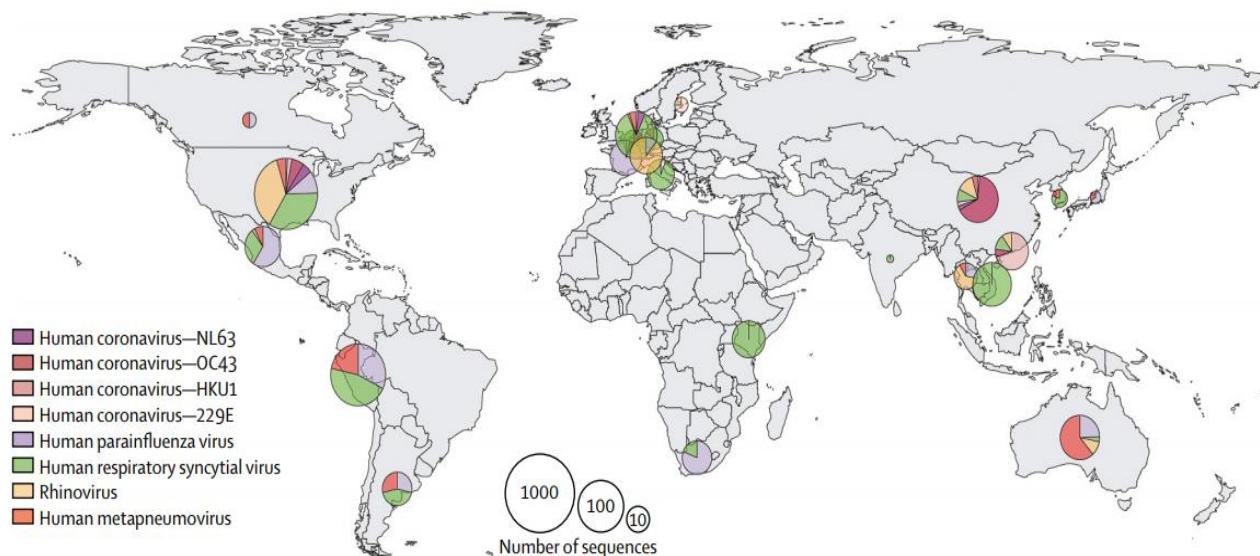 Human coronavirus—NL63
Human coronavirus—OC43
Human coronavirus—HKU1
Human coronavirus—229E
Human parainfluenza virus
Human respiratory syncytial virus
Rhinovirus
Human metapneumovirus
1000
100
10
Number of sequences